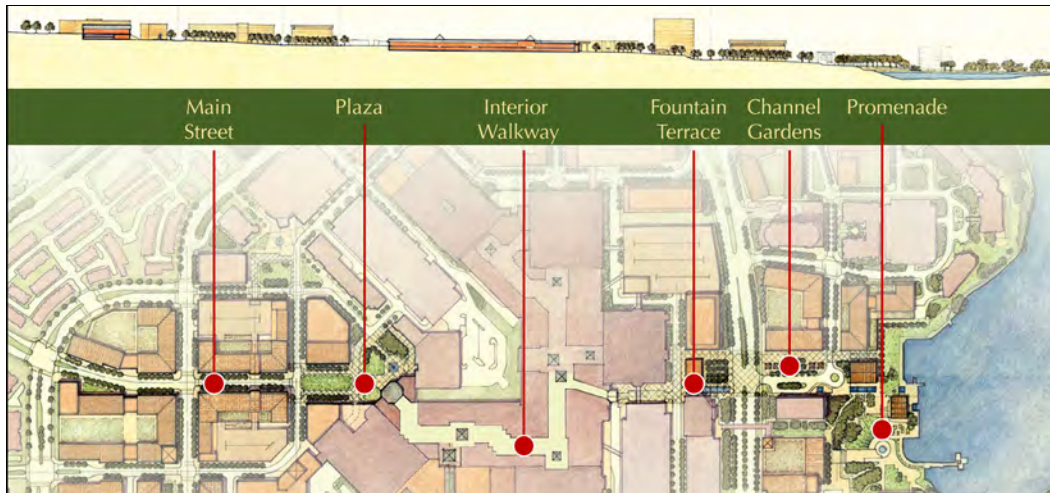 Main
Street
Plaza
Interior
Walkway
Fountain
Terrace
Channel
Gardens
Promenade